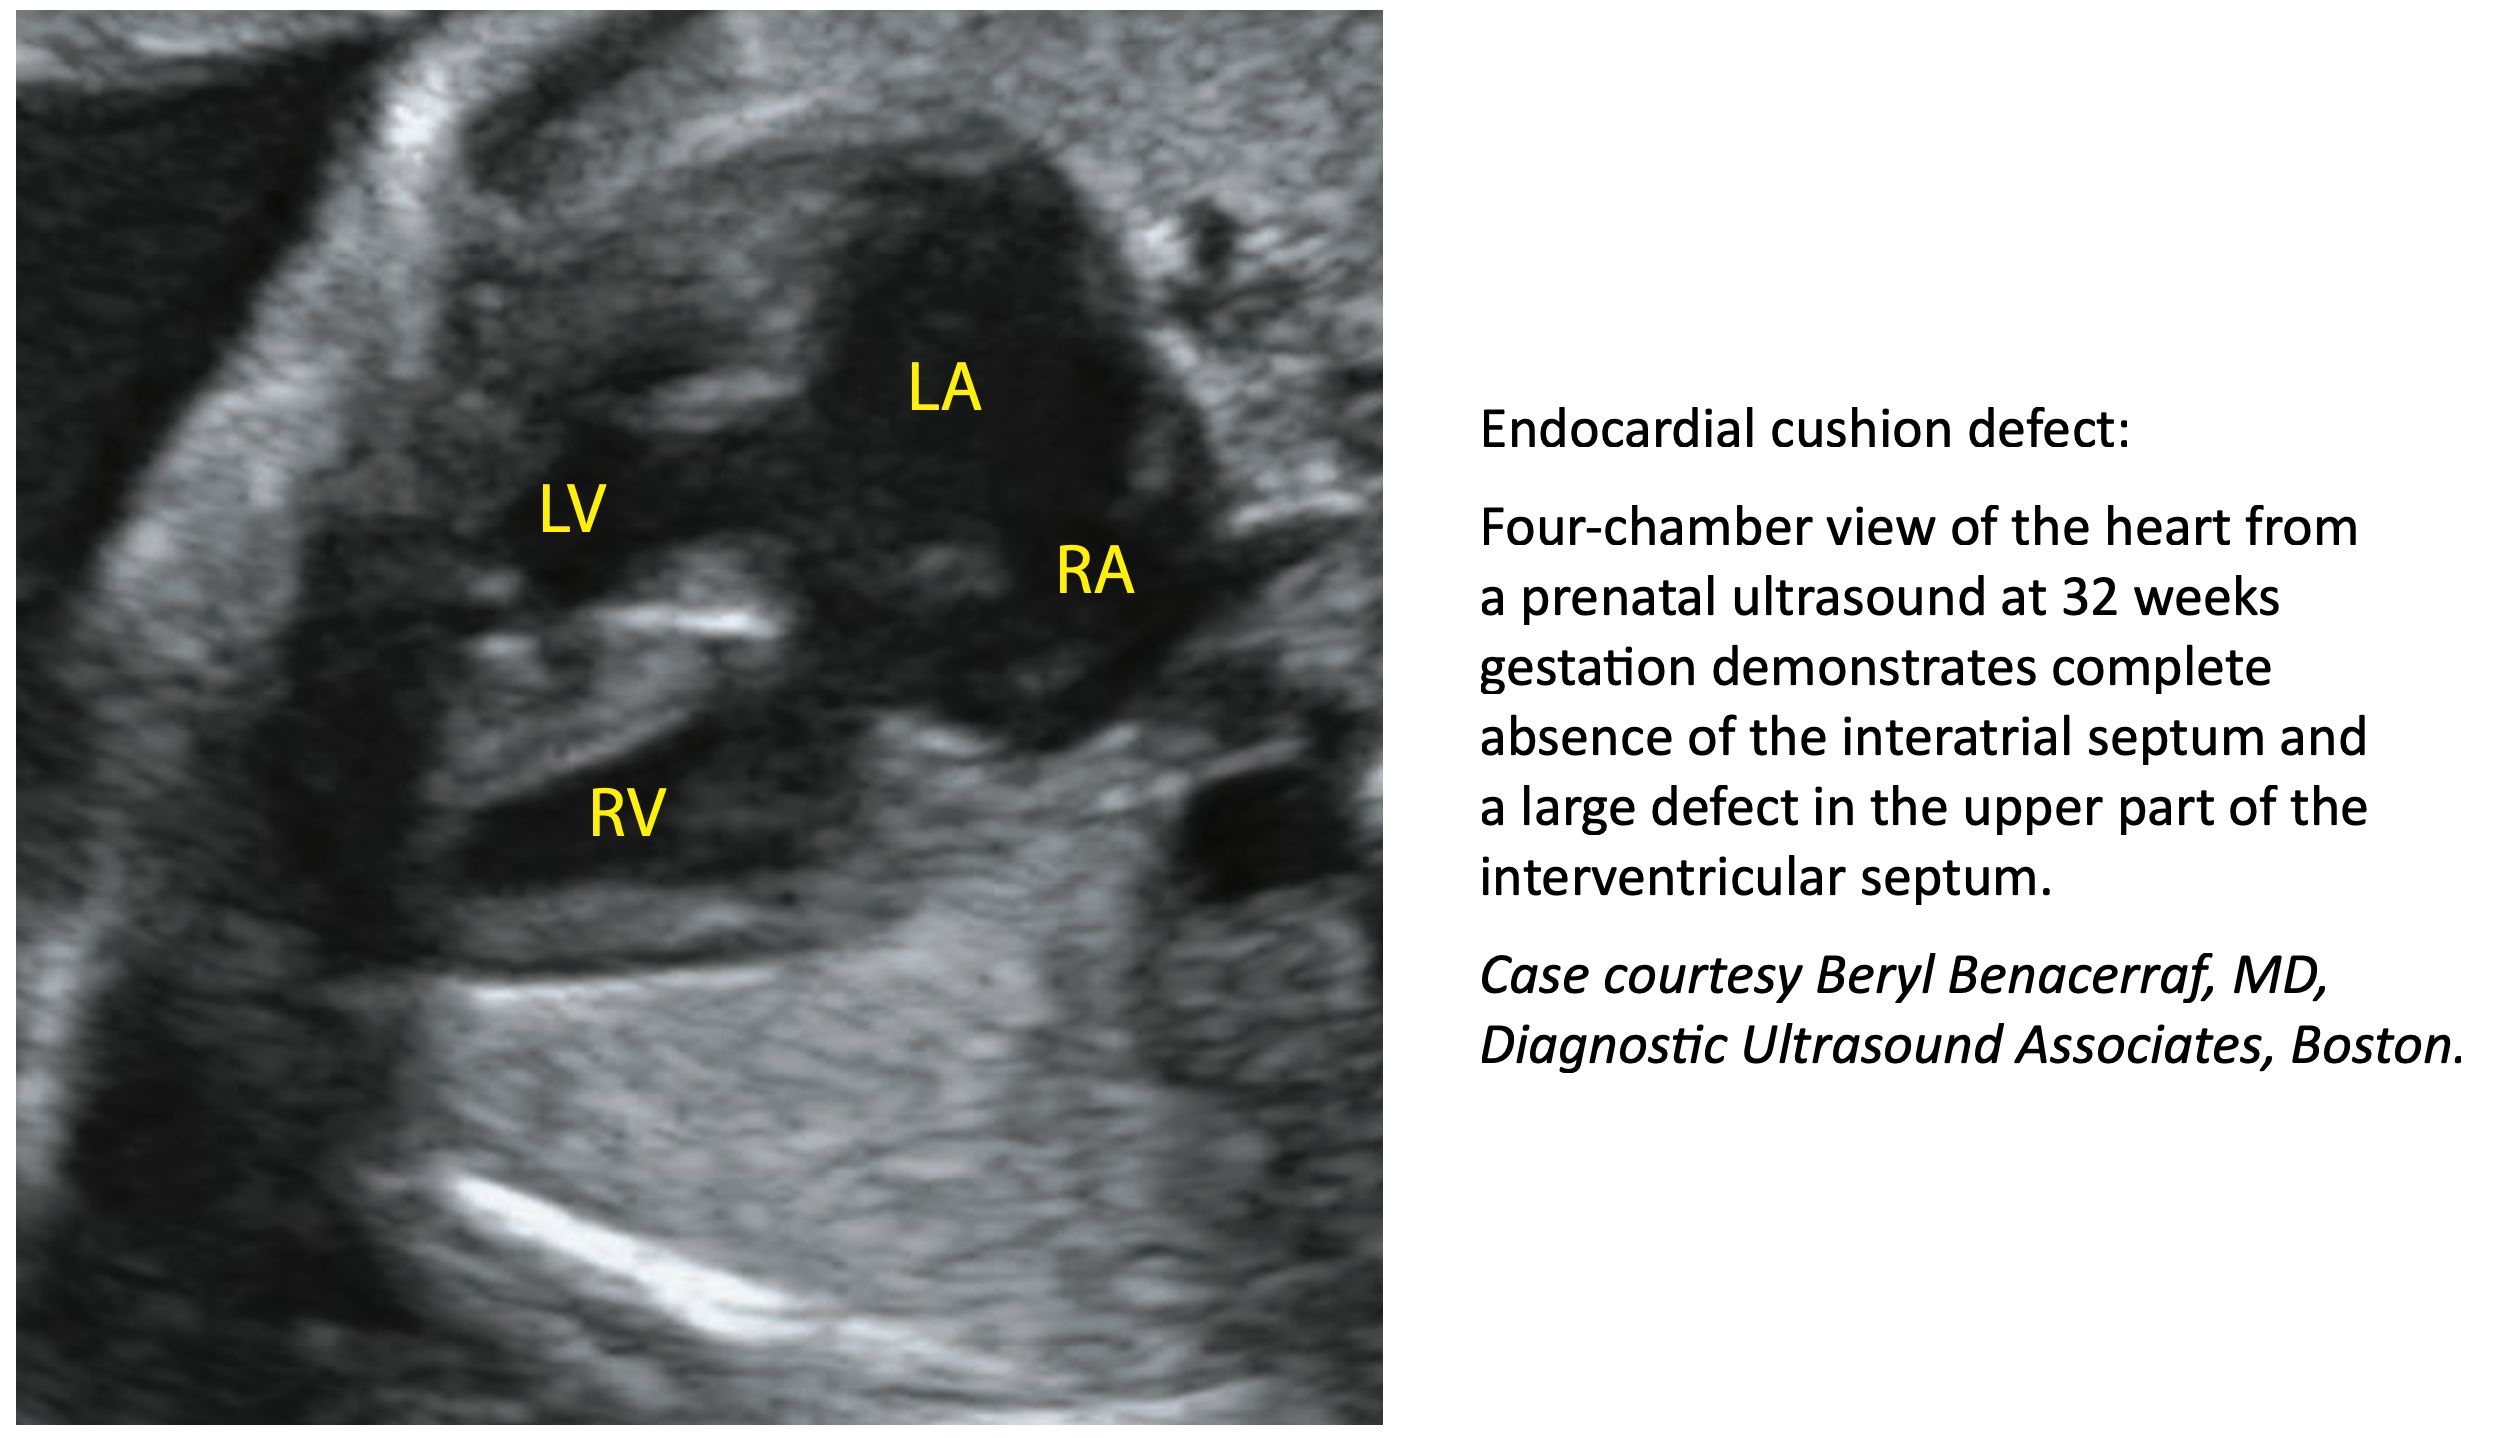 LA
LV
RA
RV
Endocardial cushion defect:
Four-chamber view of the heart from
a prenatal ultrasound at 32 weeks
gestation demonstrates complete
absence of the interatrial septum and
a large defect in the upper part of the
interventricular septum.
Case courtesy Beryl Benacerraf, MD,
Diagnostic Ultrasound Associates, Boston.